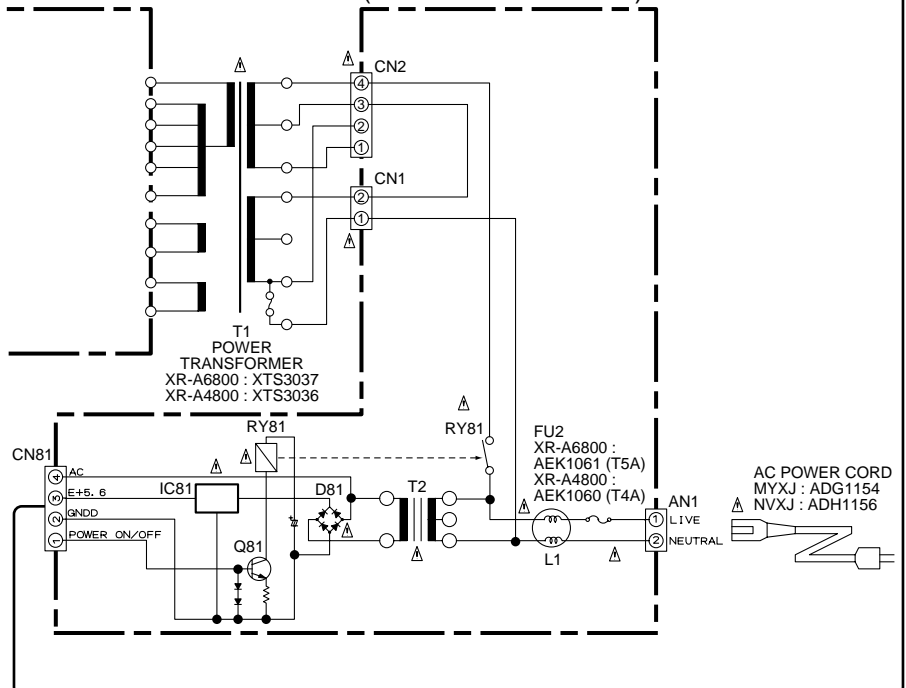 CN2
4
3
2
1
CN1
2
1
T1
POWER
TRANSFORMER
XR-A6800 : XTS3037
XR-A4800 : XTS3036
RY81
RY81
FU2
XR-A6800 :
AEK1061 (T5A)
XR-A4800 :
AEK1060 (T4A)
AC POWER CORD
MYXJ : ADG1154
NVXJ : ADH1156
CN81
4 AC
3 E+5.6
2 GNDD
1 POWER ON/OFF
IC81
D81
T2
Q81
L1
AN1
1 LIVE
2 NEUTRAL